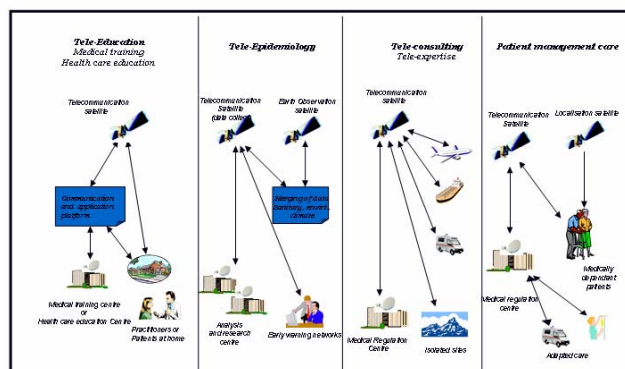 Tele-Education
Medical training
Health care education
Telecommunication
satellite
Communication
and application
platform
Medical training centre
or
Health care education Centre
Practitioners or
Patients at home
Tele-Epidemiology
Telecommunication
Satellite
(data collect
Earth Observation
satellite
Merging of data
Sanitary, envir.,
climate
Analysis
and research
centre
Early warning networks
Tele-consulting
Tele-expertise
Telecommunication
satellite
Medical Regulation
Centre
Isolated sites
Patient management care
Telecommunication
Satellite
Localisation satellite
Medically
dependent
patients
Medical regulation
centre
Adapted care